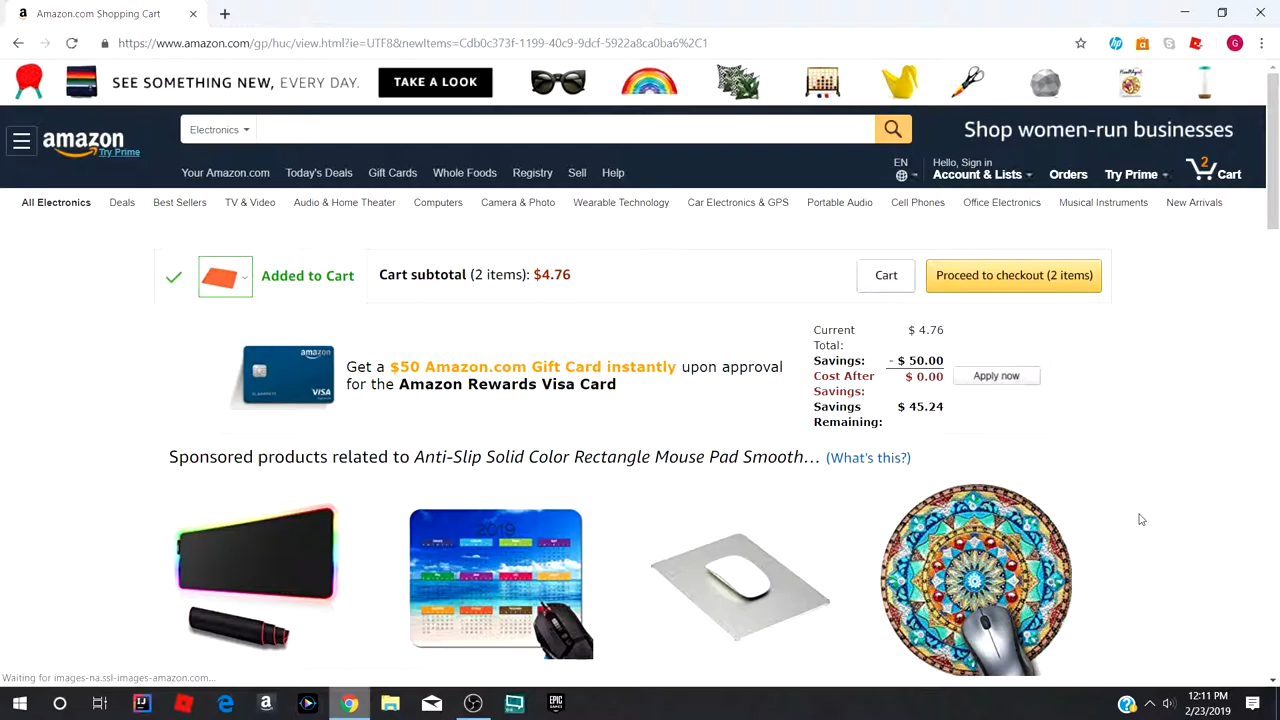 Amazon.com Shopping Cart
https://www.amazon.com/gp/huc/view.html?ie=UTF8&newItems=Cdb0c373f-1199-40c9-9dcf-5922a8ca0ba6%2C1
G
SEE SOMETHING NEW, EVERY DAY. TAKE A LOOK
amazon
Try Prime
Electronics
Shop women-run businesses
Your Amazon.com Today's Deals Gift Cards Whole Foods Registry Sell Help
EN
Hello, Sign in
Account & Lists Orders Try Prime 2 Cart
All Electronics Deals Best Sellers TV & Video Audio & Home Theater Computers Camera & Photo Wearable Technology Car Electronics & GPS Portable Audio Cell Phones Office Electronics Musical Instruments New Arrivals
Added to Cart
Cart subtotal (2 items): $4.76
Cart
Proceed to checkout (2 items)
amazon
VISA
Get a $50 Amazon.com Gift Card instantly upon approval
for the Amazon Rewards Visa Card
Current Total: $ 4.76
Savings: - $ 50.00
Cost After Savings: $ 0.00
Savings Remaining: $ 45.24
Apply now
Sponsored products related to Anti-Slip Solid Color Rectangle Mouse Pad Smooth… (What's this?)
2019
Waiting for images-na.ssl-images-amazon.com...
EPIC
GAMES
12:11 PM
2/23/2019